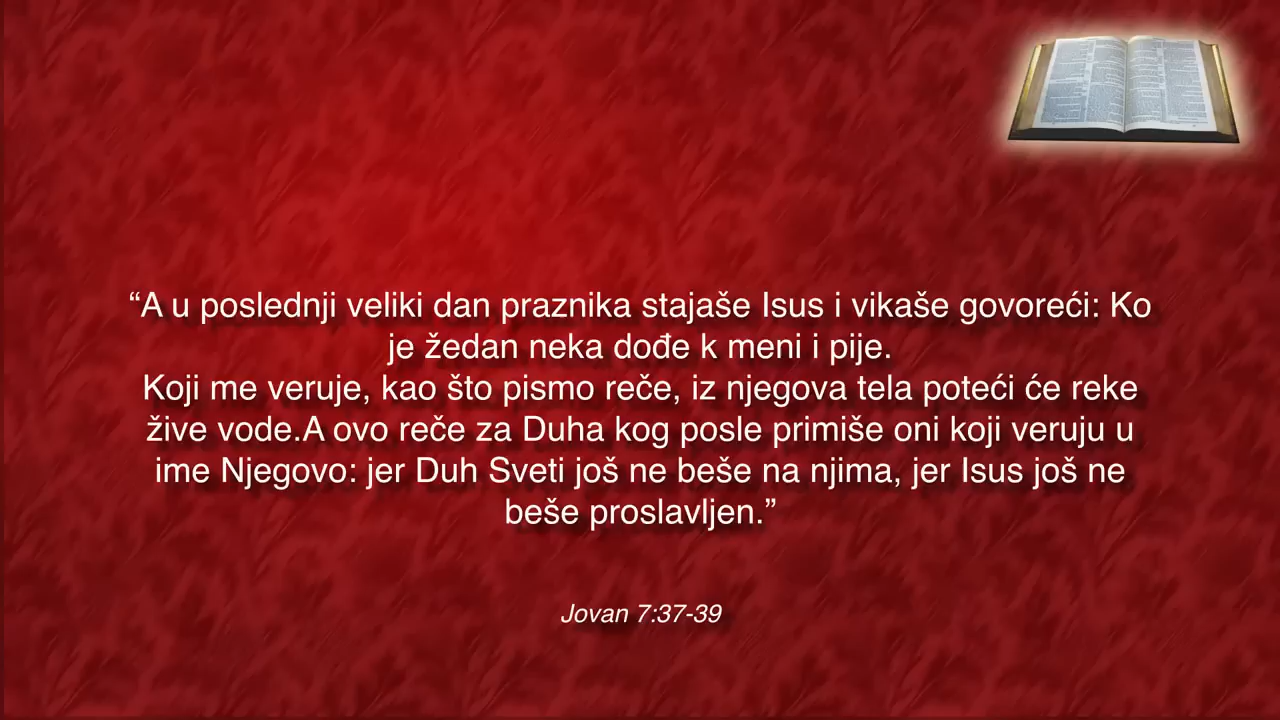 “A u poslednji veliki dan praznika stajaše Isus i vikaše govoreći: Ko
je žedan neka dođe k meni i pije.
Koji me veruje, kao što pismo reče, iz njegova tela poteći će reke
žive vode.A ovo reče za Duha kog posle primiše oni koji veruju u
ime Njegovo: jer Duh Sveti još ne beše na njima, jer Isus još ne
beše proslavljen.”
Jovan 7:37-39